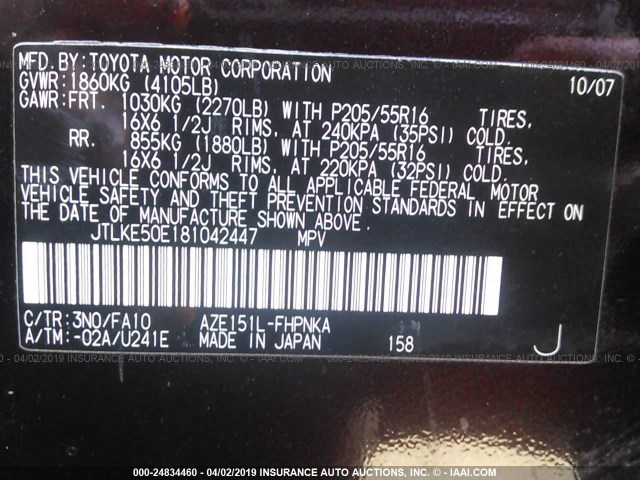 MFD.BY:TOYOTA MOTOR CORPORATION 10/07
GVWR:1860KG (4105LB)
GAWR:FRT. 1030KG (2270LB) WITH P205/55R16 TIRES,
16X6 1/2J RIMS, AT 240KPA (35PSI) COLD.
RR. 855KG (1880LB) WITH P205/55R16 TIRES,
16X6 1/2J RIMS, AT 220KPA (32PSI) COLD.
THIS VEHICLE CONFORMS TO ALL APPLICABLE FEDERAL MOTOR
VEHICLE SAFETY AND THEFT PREVENTION STANDARDS IN EFFECT ON
THE DATE OF MANUFACTURE SHOWN ABOVE.
JTLKE50E181042447 MPV
C/TR:3N0/FA10 AZE151L-FHPNKA
A/TM:-02A/U241E MADE IN JAPAN 158 J
000-24834460 - 04/02/2019 INSURANCE AUTO AUCTIONS, INC. © - IAAI.COM